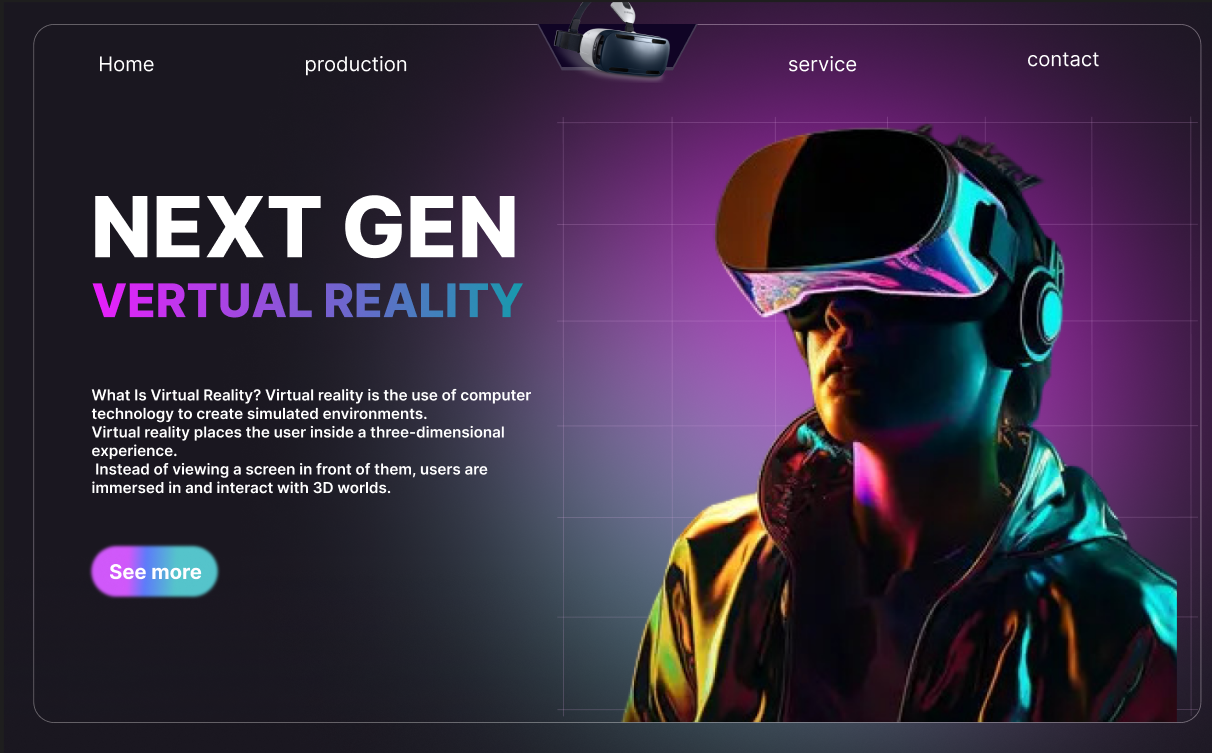 Home
production
service
contact
NEXT GEN
VERTUAL REALITY
What Is Virtual Reality? Virtual reality is the use of computer
technology to create simulated environments.
Virtual reality places the user inside a three-dimensional
experience.
Instead of viewing a screen in front of them, users are
immersed in and interact with 3D worlds.
See more